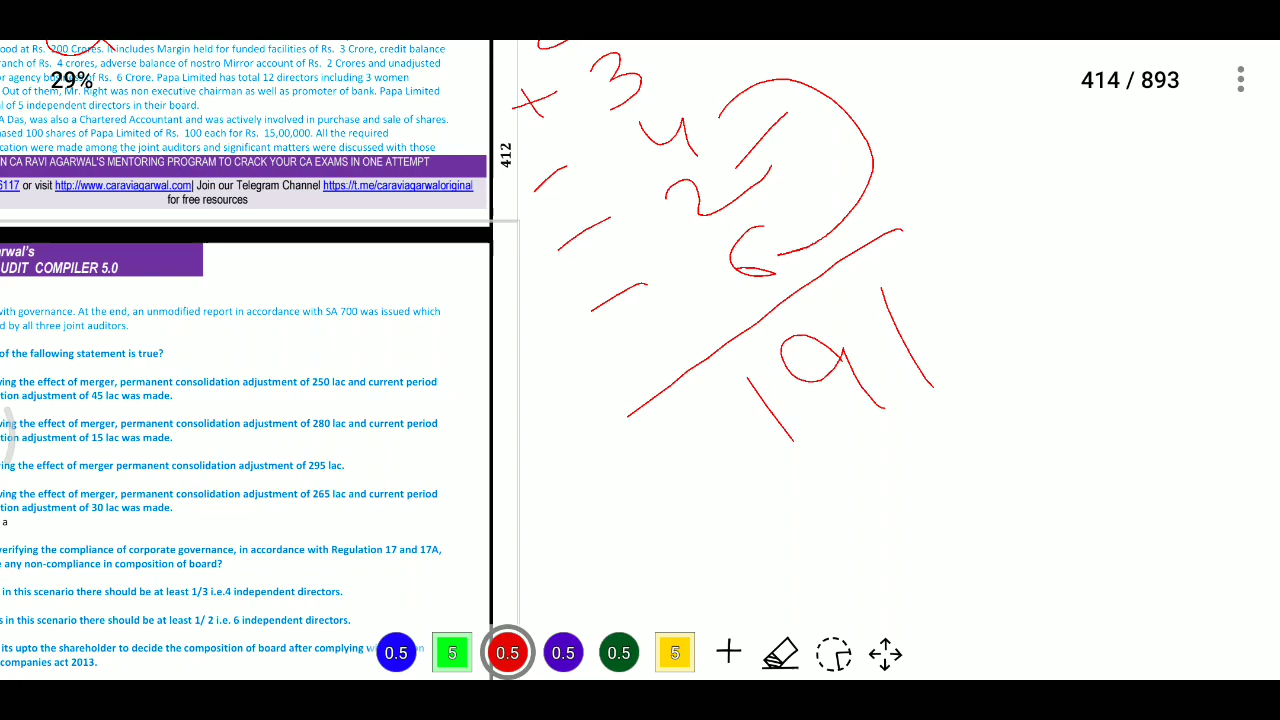 ood at Rs. 200 Crores. It includes Margin held for funded facilities of Rs. 3 Crore, credit balance
ranch of Rs. 4 crores, adverse balance of nostro Mirror account of Rs. 2 Crores and unadjusted
or agency bo of Rs. 6 Crore. Papa Limited has total 12 directors including 3 women
29%
414 / 893
Out of them, Mr. Right was non executive chairman as well as promoter of bank. Papa Limited
al of 5 independent directors in their board.
A Das, was also a Chartered Accountant and was actively involved in purchase and sale of shares.
hased 100 shares of Papa Limited of Rs. 100 each for Rs. 15,00,000. All the required
cation were made among the joint auditors and significant matters were discussed with those
N CA RAVI AGARWAL'S MENTORING PROGRAM TO CRACK YOUR CA EXAMS IN ONE ATTEMPT
412
6117 or visit http://www.caraviagarwal.com| Join our Telegram Channel https://t.me/caraviagarwaloriginal
for free resources
+ 3
4
- 2
- 6
-
191
arwal's
AUDIT COMPILER 5.0
with governance. At the end, an unmodified report in accordance with SA 700 was issued which
d by all three joint auditors.
of the fallowing statement is true?
ving the effect of merger, permanent consolidation adjustment of 250 lac and current period
tion adjustment of 45 lac was made.
wing the effect of merger, permanent consolidation adjustment of 280 lac and current period
tion adjustment of 15 lac was made.
ring the effect of merger permanent consolidation adjustment of 295 lac.
wing the effect of merger, permanent consolidation adjustment of 265 lac and current period
tion adjustment of 30 lac was made.
a
verifying the compliance of corporate governance, in accordance with Regulation 17 and 17A,
e any non-compliance in composition of board?
in this scenario there should be at least 1/3 i.e.4 independent directors.
s in this scenario there should be at least 1/ 2 i.e. 6 independent directors.
its upto the shareholder to decide the composition of board after complying
companies act 2013.
0.5 5 0.5 0.5 0.5 5